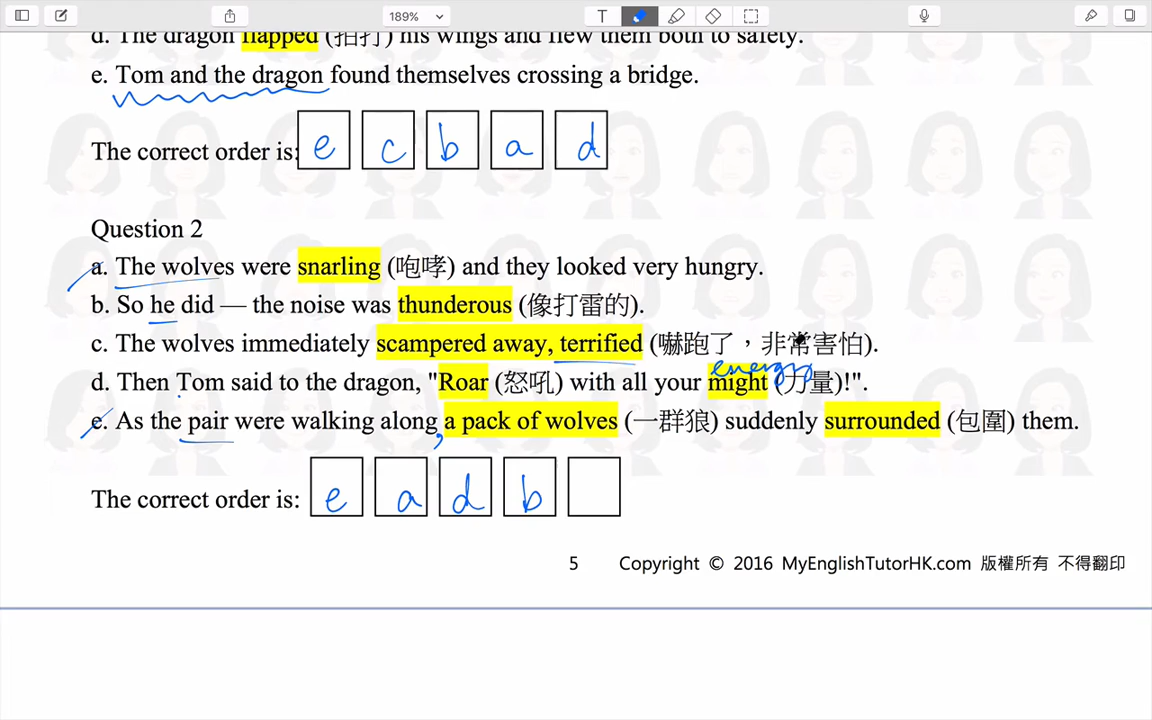 189%
T
d. The dragon flapped (拍打) his wings and flew them both to safety.
e. Tom and the dragon found themselves crossing a bridge.
The correct order is: e c b a d
Question 2
a. The wolves were snarling (咆哮) and they looked very hungry.
b. So he did — the noise was thunderous (像打雷的).
c. The wolves immediately scampered away, terrified (嚇跑了，非常害怕).
energy
d. Then Tom said to the dragon, "Roar (怒吼) with all your might (力量)!".
e. As the pair were walking along, a pack of wolves (一群狼) suddenly surrounded (包圍) them.
The correct order is: e a d b
5 Copyright © 2016 MyEnglishTutorHK.com 版權所有 不得翻印